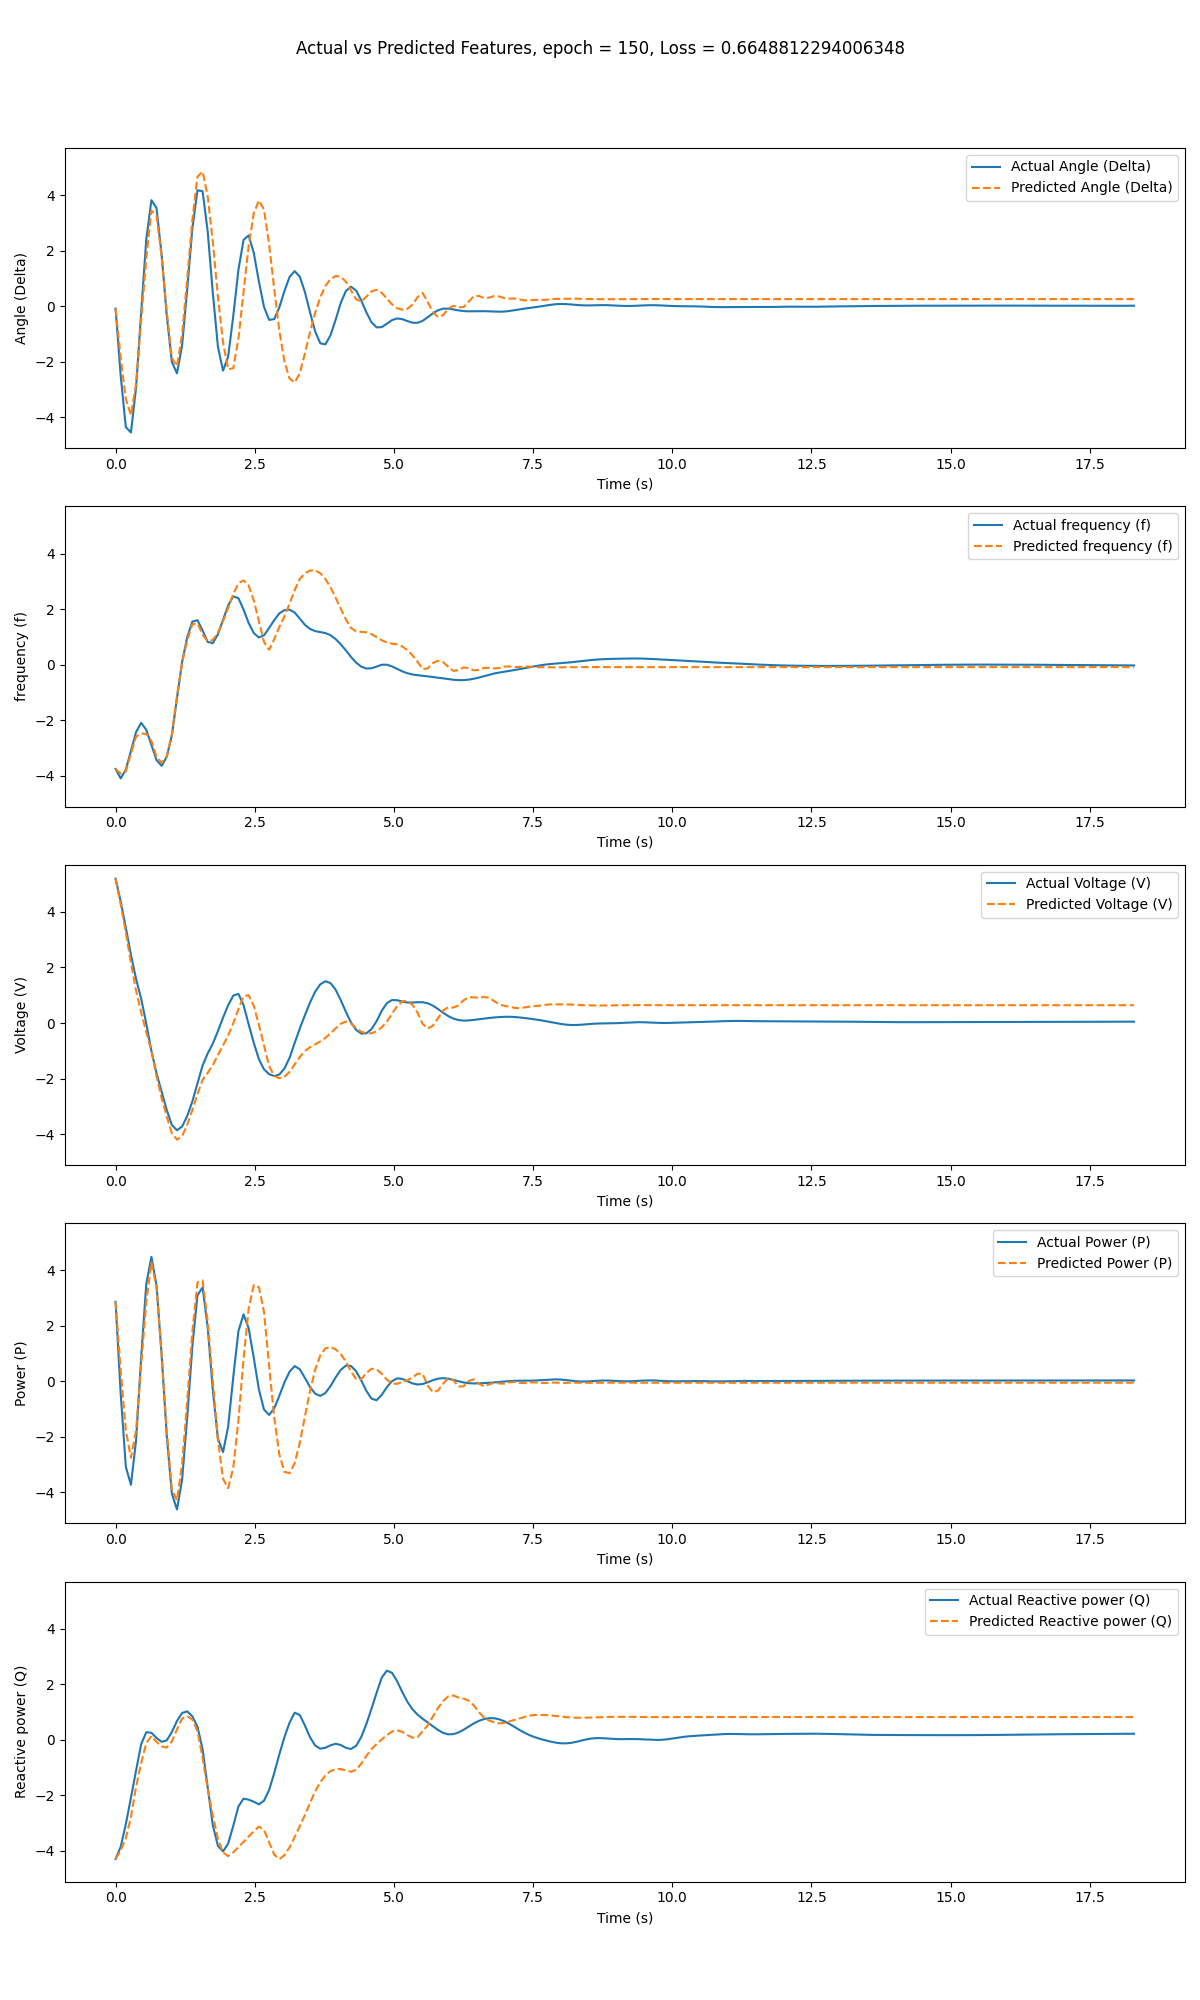 Actual vs Predicted Features, epoch = 150, Loss = 0.6648812294006348
Actual Angle (Delta)
Predicted Angle (Delta)
Angle (Delta)
4
2
0
−2
−4
0.0 2.5 5.0 7.5 10.0 12.5 15.0 17.5
Time (s)
Actual frequency (f)
Predicted frequency (f)
frequency (f)
4
2
0
−2
−4
0.0 2.5 5.0 7.5 10.0 12.5 15.0 17.5
Time (s)
Actual Voltage (V)
Predicted Voltage (V)
Voltage (V)
4
2
0
−2
−4
0.0 2.5 5.0 7.5 10.0 12.5 15.0 17.5
Time (s)
Actual Power (P)
Predicted Power (P)
Power (P)
4
2
0
−2
−4
0.0 2.5 5.0 7.5 10.0 12.5 15.0 17.5
Time (s)
Actual Reactive power (Q)
Predicted Reactive power (Q)
Reactive power (Q)
4
2
0
−2
−4
0.0 2.5 5.0 7.5 10.0 12.5 15.0 17.5
Time (s)